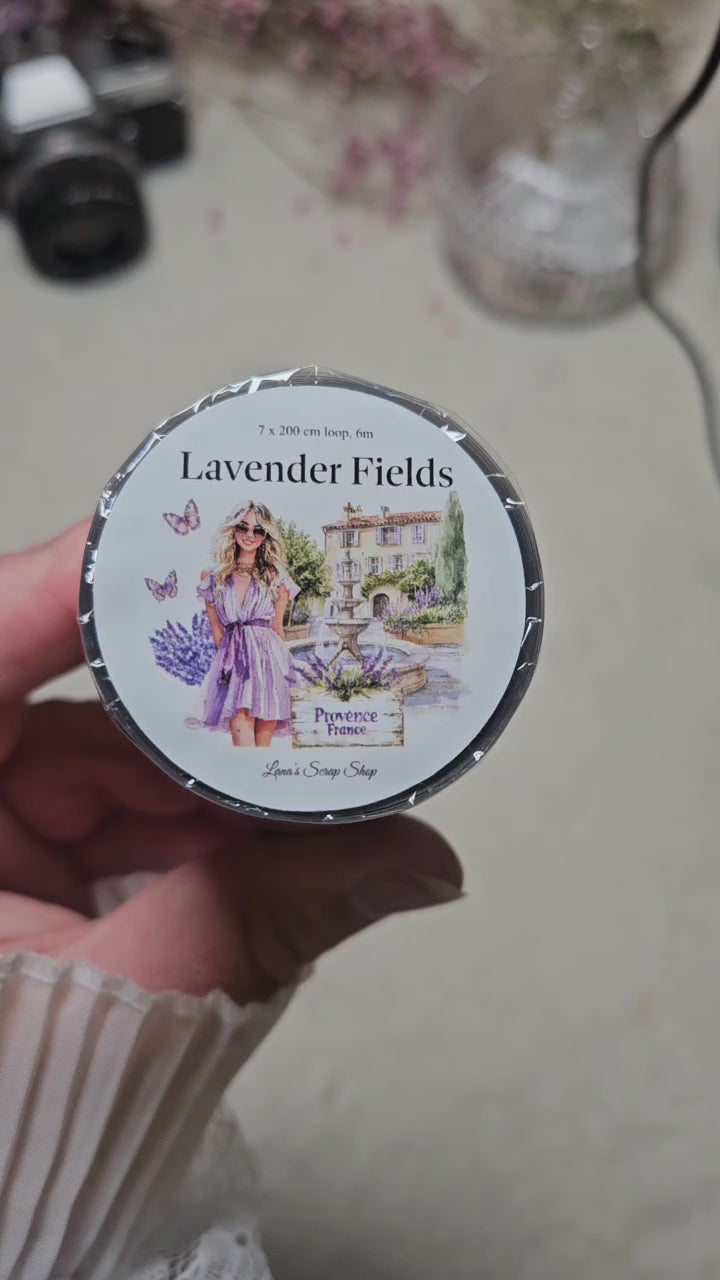 7 x 200 cm loop, 6m
Lavender Fields
Provence
France
Lana's Scrap Shop